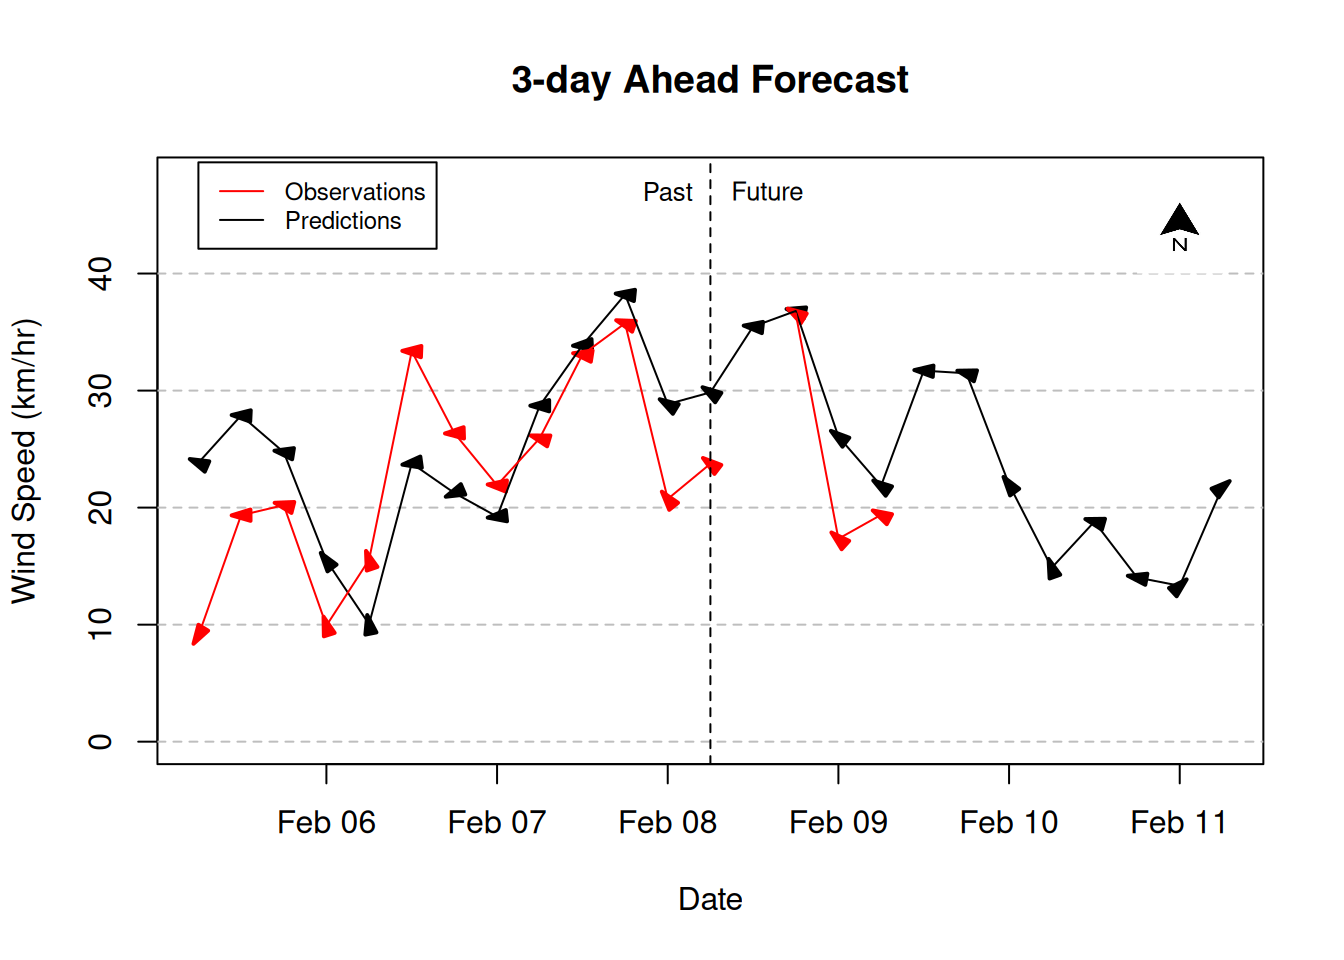 3-day Ahead Forecast
Observations
Predictions
Past
Future
N
Wind Speed (km/hr)
40
30
20
10
0
Feb 06
Feb 07
Feb 08
Feb 09
Feb 10
Feb 11
Date